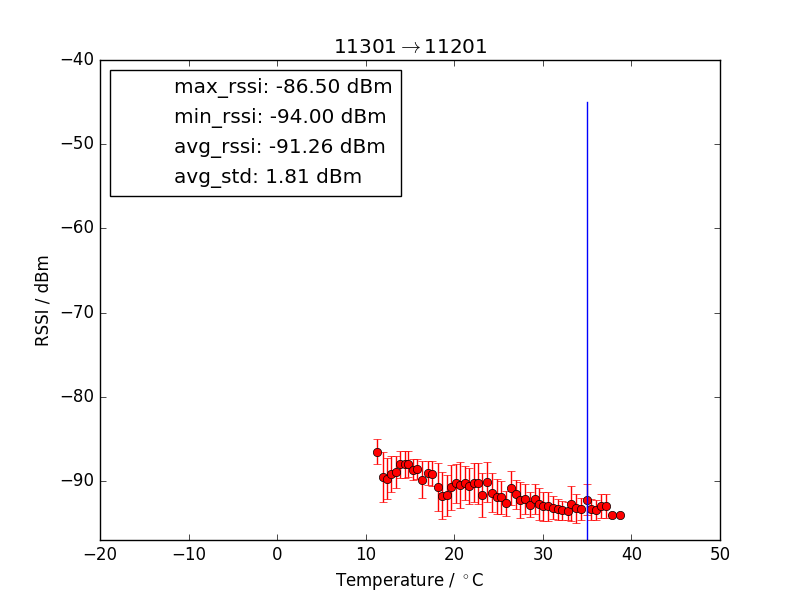 11301→11201
max_rssi: -86.50 dBm
min_rssi: -94.00 dBm
avg_rssi: -91.26 dBm
avg_std: 1.81 dBm
RSSI / dBm
−40
−50
−60
−70
−80
−90
−20 −10 0 10 20 30 40 50
Temperature / °C